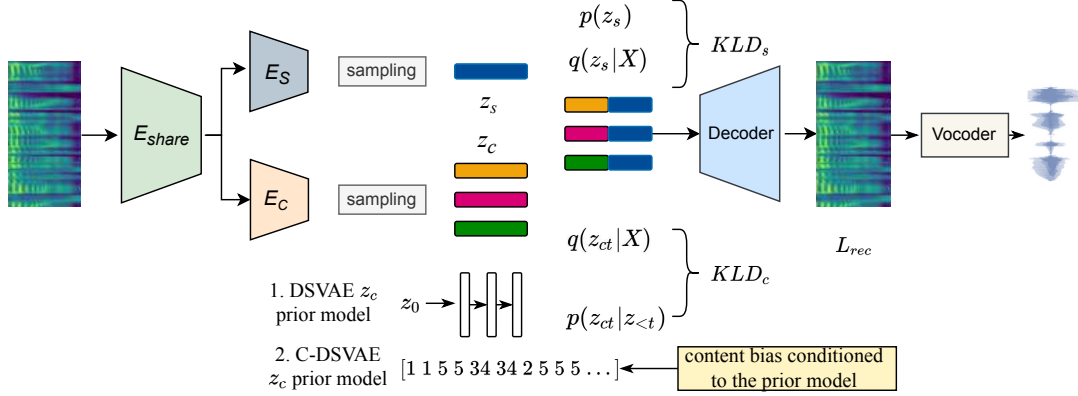 p(z_s)
KLD_s
q(z_s|X)
E_S
sampling
z_s
E_share
Decoder
Vocoder
z_c
E_C
sampling
q(z_ct|X)
L_rec
KLD_c
1. DSVAE z_c
prior model
z_0
p(z_ct|z_<t)
2. C-DSVAE
z_c prior model
[1 1 5 5 34 34 2 5 5 5 ...]
content bias conditioned
to the prior model